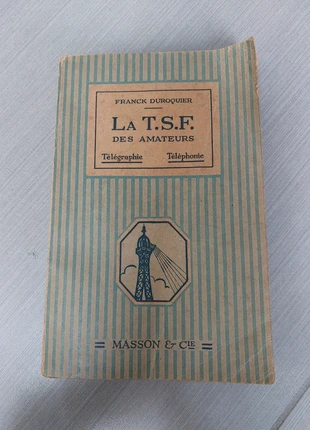 FRANCK DUROQUIER
LA T.S.F.
DES AMATEURS
Télégraphie Téléphonie
MASSON & CIE